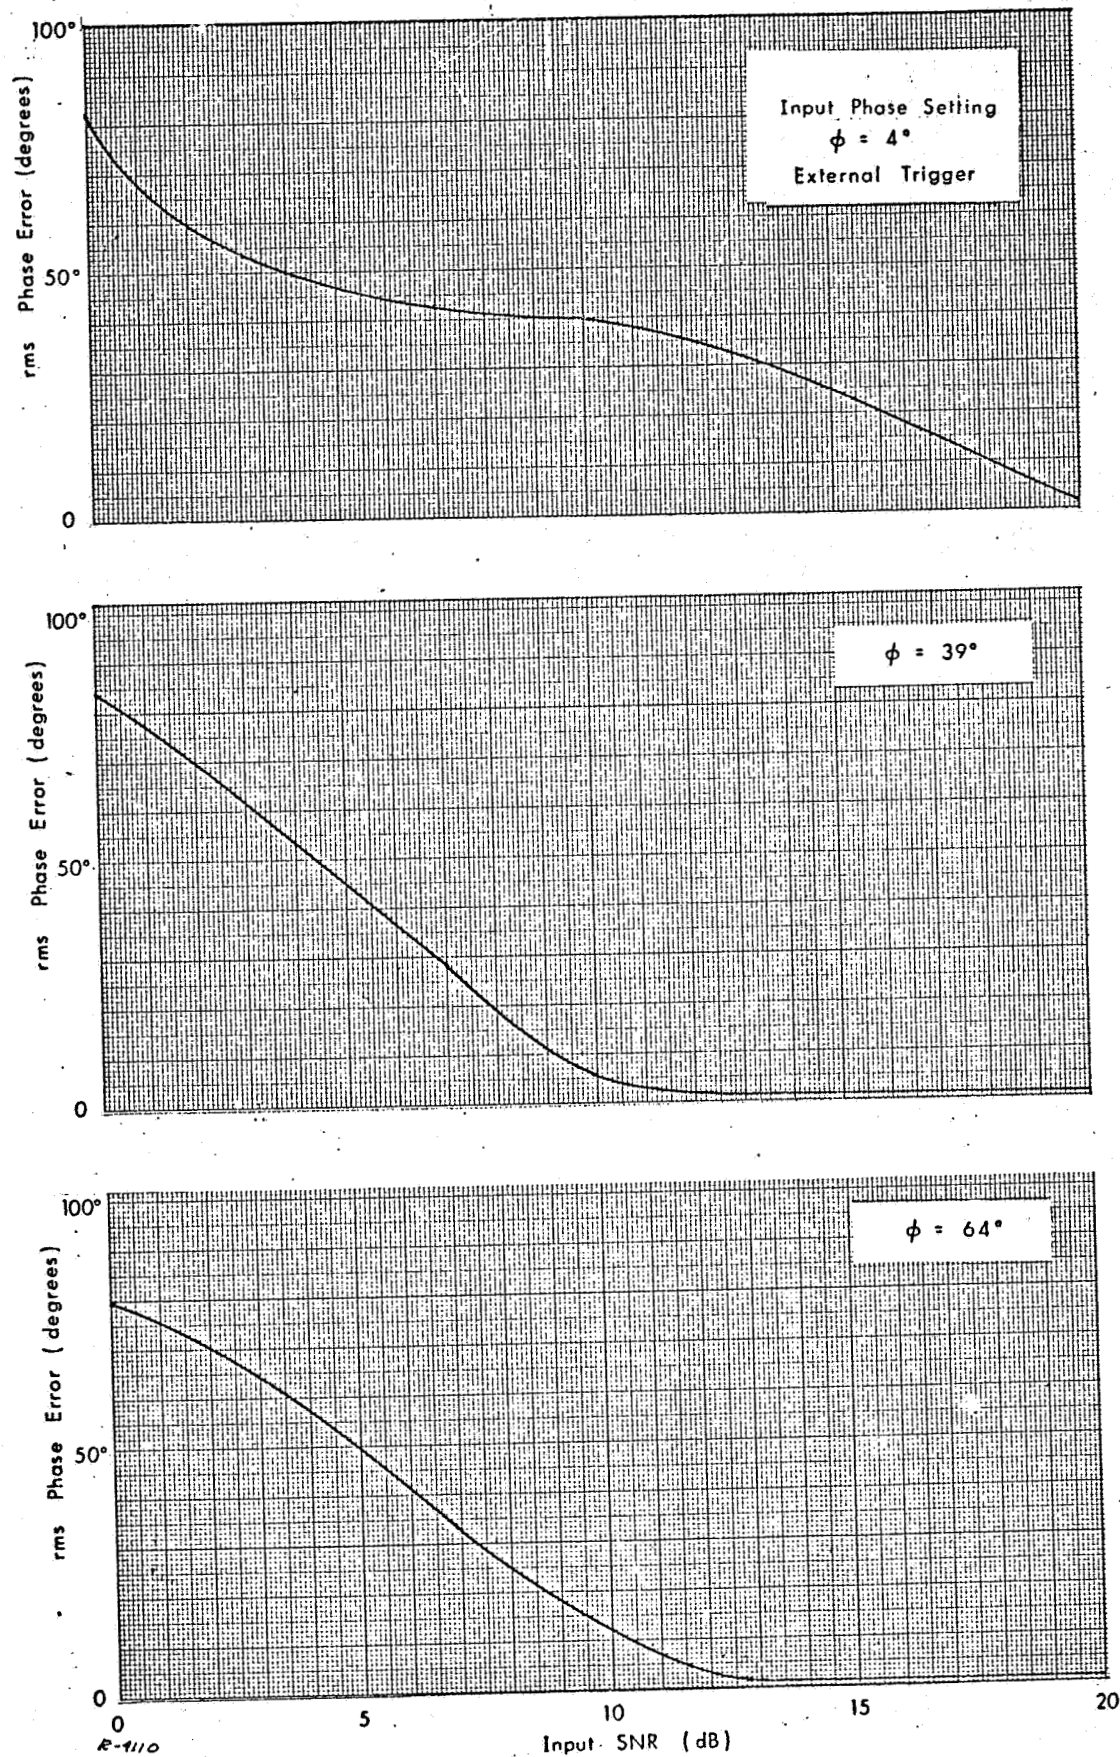 100°
rms Phase Error (degrees)
50°
0
Input Phase Setting
ϕ = 4°
External Trigger
100°
rms Phase Error (degrees)
50°
0
ϕ = 39°
100°
rms Phase Error (degrees)
50°
0
ϕ = 64°
0 5 10 15 20
Input SNR (dB)
R-4110